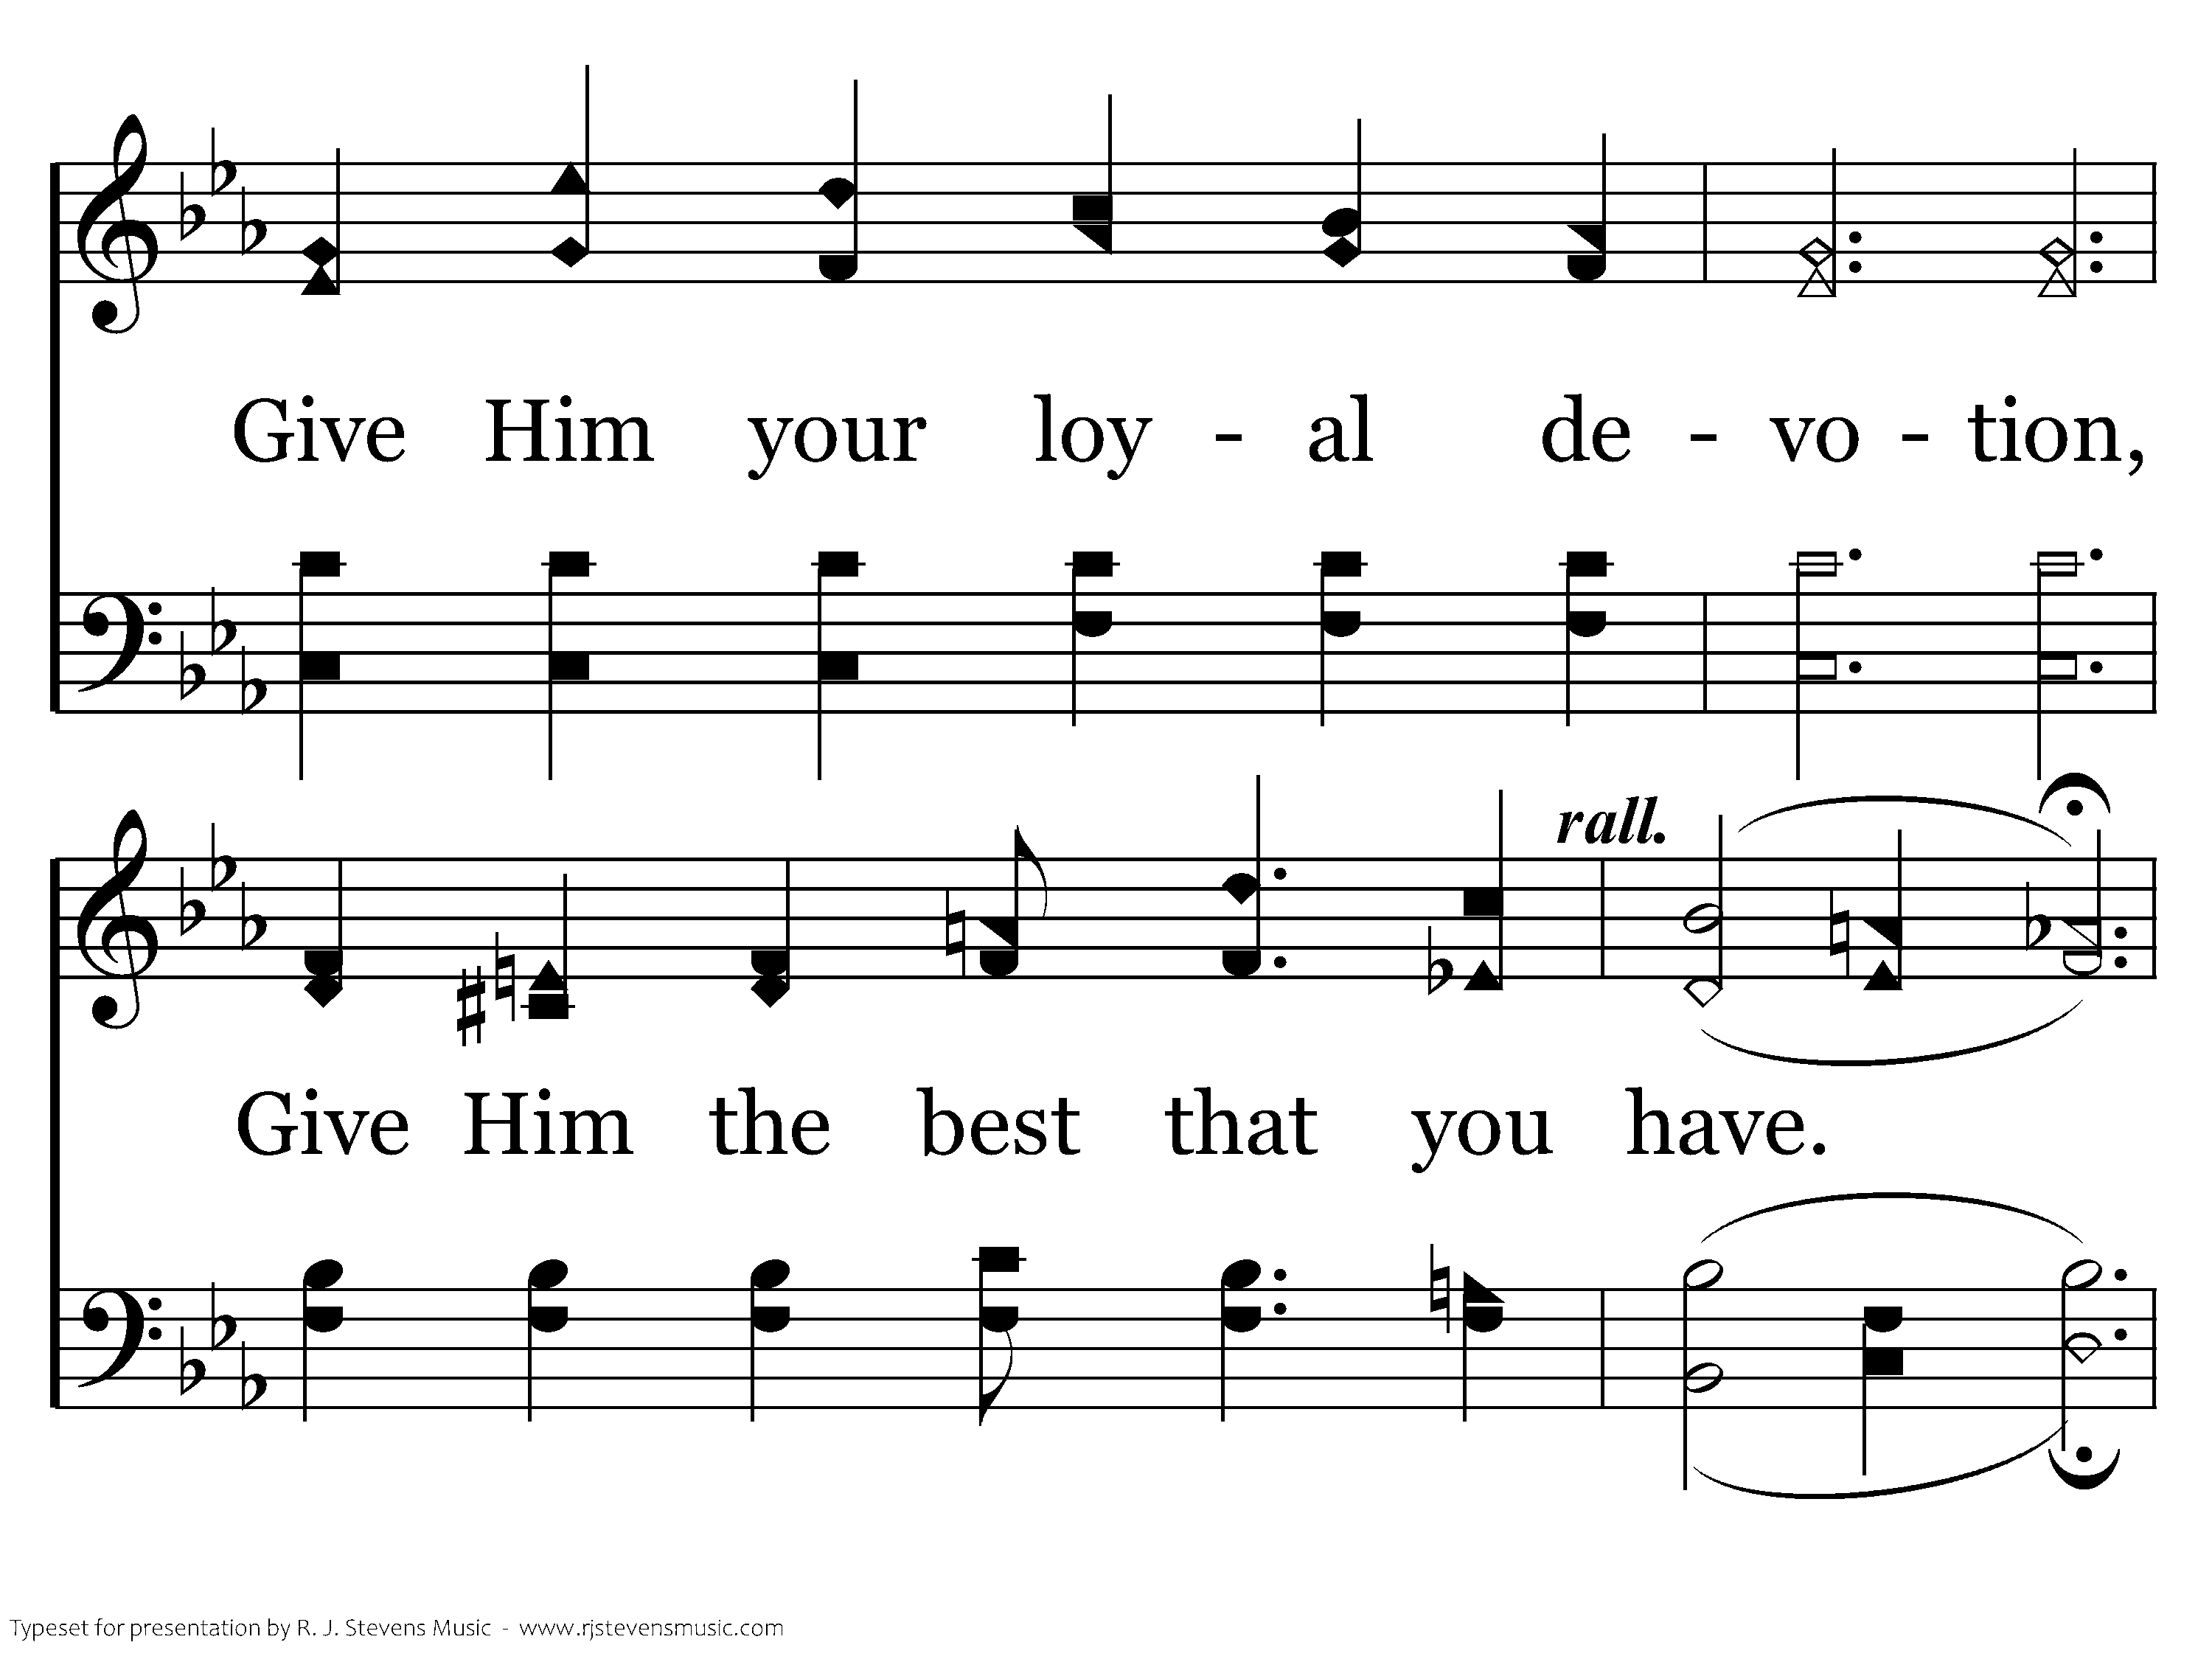 Give Him your loy - al de - vo - tion,
rall.
Give Him the best that you have.
Typeset for presentation by R. J. Stevens Music - www.rjstevensmusic.com